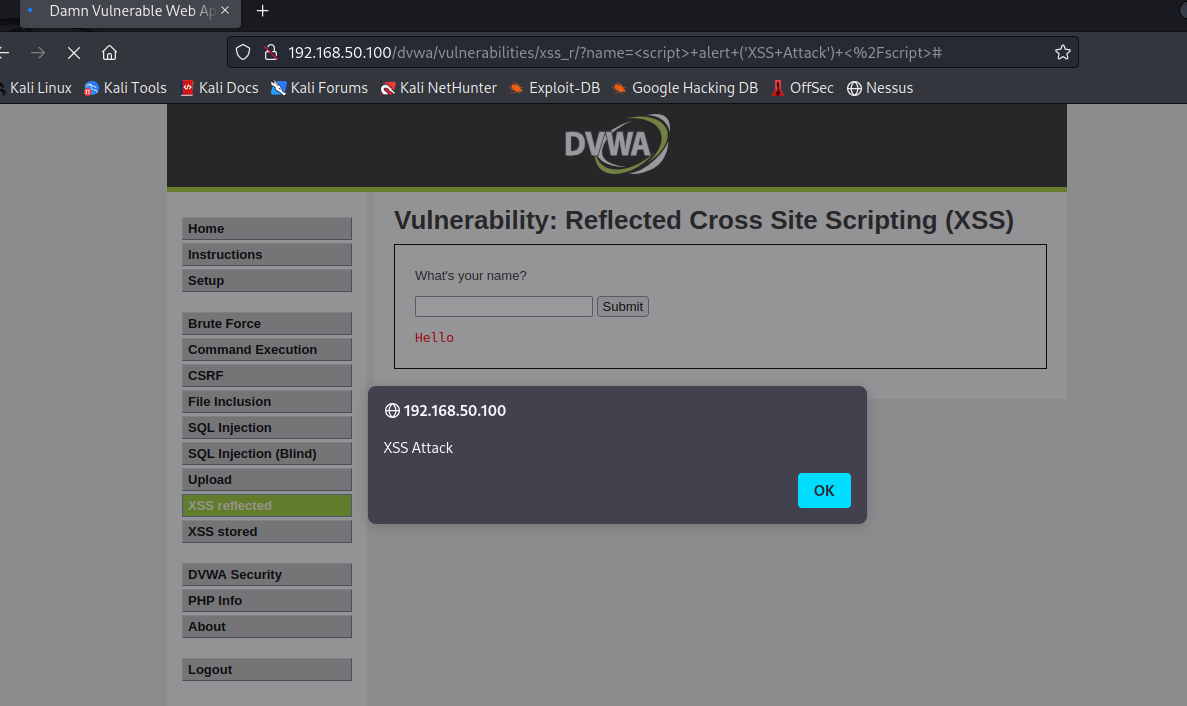 Damn Vulnerable Web Ap
192.168.50.100/dvwa/vulnerabilities/xss_r/?name=<script>+alert+('XSS+Attack')+<%2Fscript>#
Kali Linux Kali Tools Kali Docs Kali Forums Kali NetHunter Exploit-DB Google Hacking DB OffSec Nessus
DVWA
Vulnerability: Reflected Cross Site Scripting (XSS)
Home
Instructions
Setup
Brute Force
Command Execution
CSRF
File Inclusion
SQL Injection
SQL Injection (Blind)
Upload
XSS reflected
XSS stored
DVWA Security
PHP Info
About
Logout
What's your name?
Submit
Hello
192.168.50.100
XSS Attack
OK